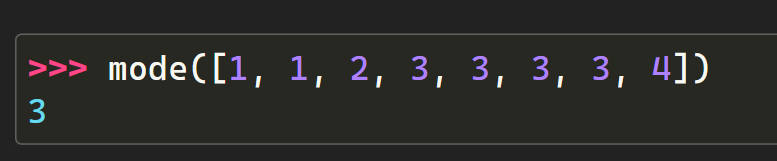 >>> mode([1, 1, 2, 3, 3, 3, 3, 4])
3